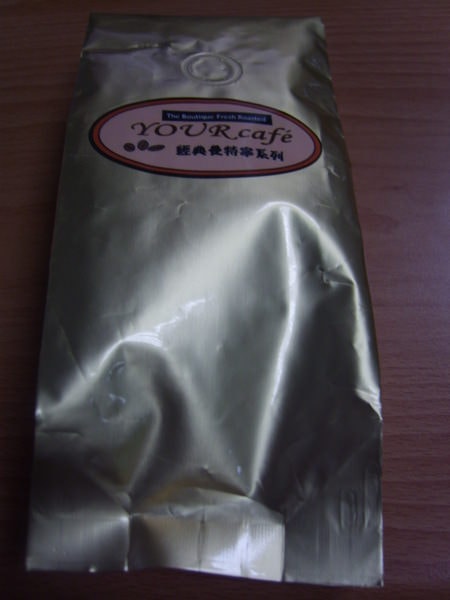 The Boutique Fresh Roasted
YOUR café
經典曼特寧系列